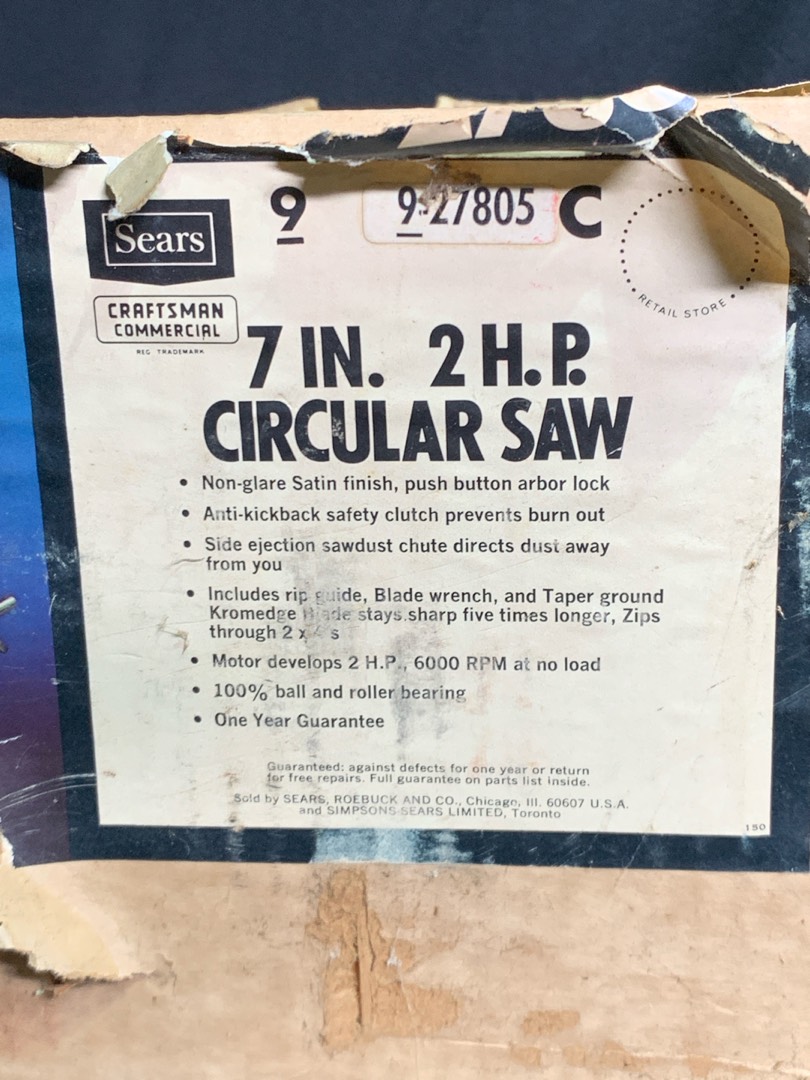 Sears
9
9-27805
C
RETAIL STORE
CRAFTSMAN
COMMERCIAL
REG TRADEMARK
7 IN. 2 H.P.
CIRCULAR SAW
• Non-glare Satin finish, push button arbor lock
• Anti-kickback safety clutch prevents burn out
• Side ejection sawdust chute directs dust away
from you
• Includes rip guide, Blade wrench, and Taper ground
Kromedge Blade stays sharp five times longer, Zips
through 2 x 4's
• Motor develops 2 H.P., 6000 RPM at no load
• 100% ball and roller bearing
• One Year Guarantee
Guaranteed: against defects for one year or return
for free repairs. Full guarantee on parts list inside.
Sold by SEARS, ROEBUCK AND CO., Chicago, Ill. 60607 U.S.A.
and SIMPSONS-SEARS LIMITED, Toronto
150